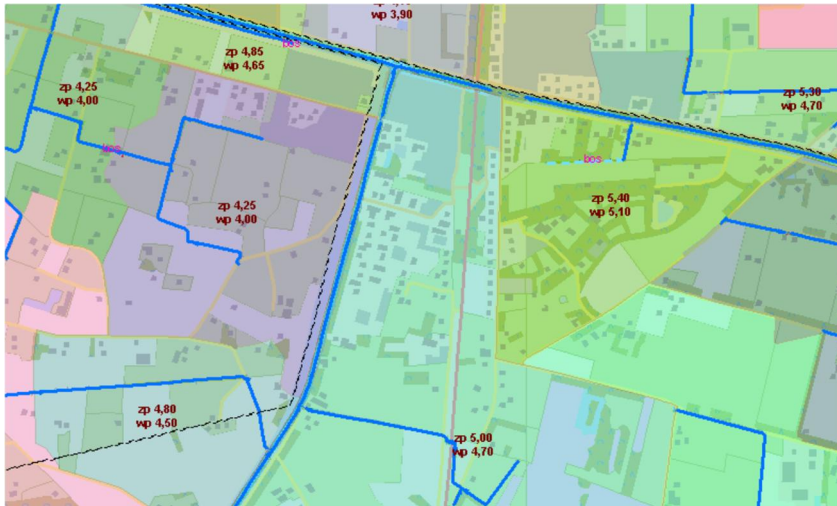 wp 3,90
bos
zp 4,85
wp 4,65
zp 4,25
wp 4,00
zp 5,30
wp 4,70
bos
bos
zp 5,40
wp 5,10
zp 4,25
wp 4,00
zp 4,80
wp 4,50
zp 5,00
wp 4,70